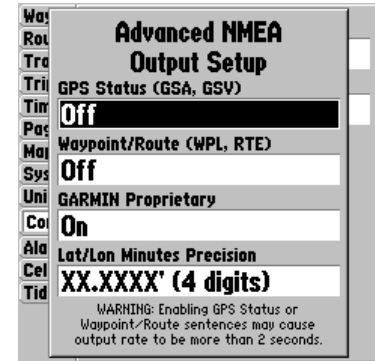 Advanced NMEA
Output Setup
GPS Status (GSA, GSV)
Off
Waypoint/Route (WPL, RTE)
Off
GARMIN Proprietary
On
Lat/Lon Minutes Precision
XX.XXXX' (4 digits)
WARNING: Enabling GPS Status or
Waypoint/Route sentences may cause
output rate to be more than 2 seconds.